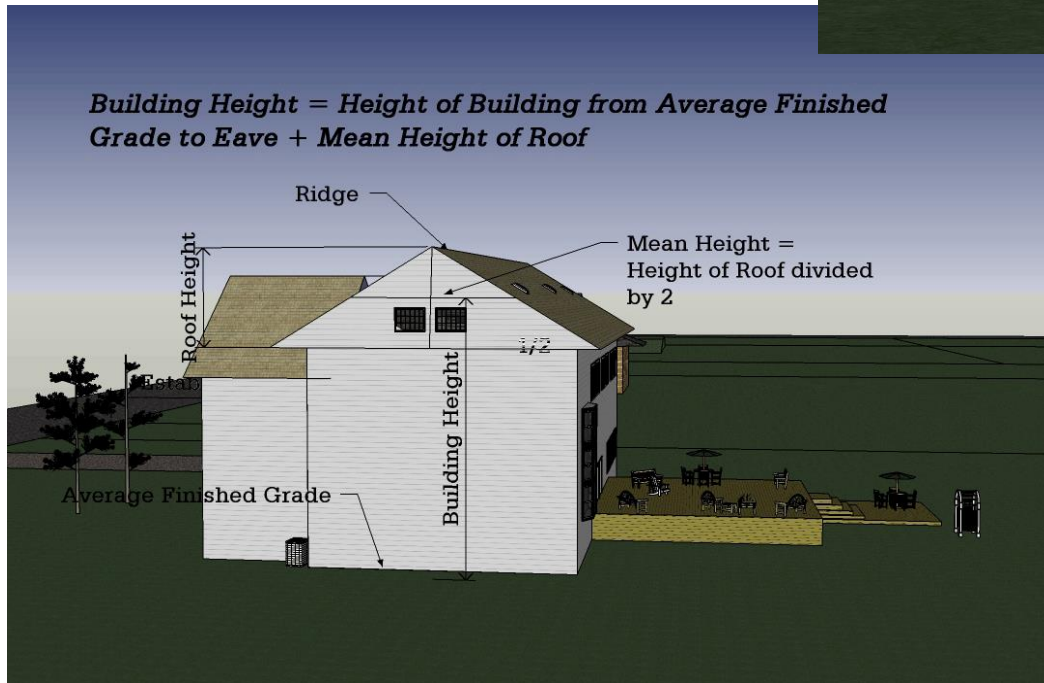 Building Height = Height of Building from Average Finished
Grade to Eave + Mean Height of Roof
Ridge
Roof Height
Mean Height =
Height of Roof divided
by 2
1/2
Estab
Building Height
Average Finished Grade